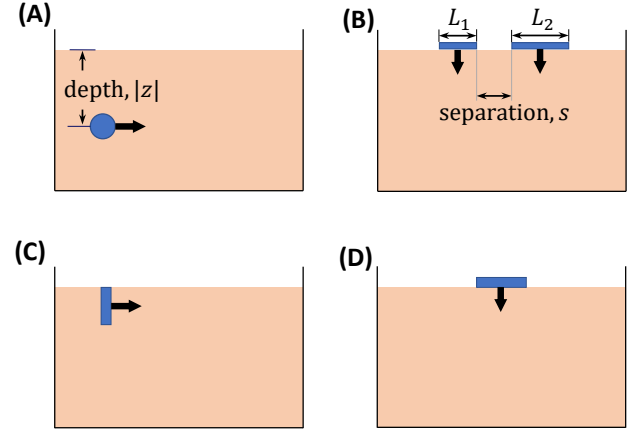 (A)
depth, |z|
(B)
L₁
L₂
separation, s
(C)
(D)